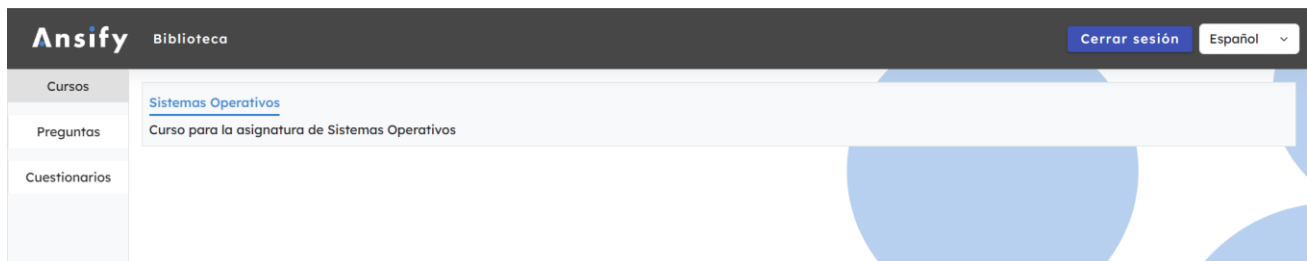 Ansify
Biblioteca
Cerrar sesión
Español
Cursos
Preguntas
Cuestionarios
Sistemas Operativos
Curso para la asignatura de Sistemas Operativos